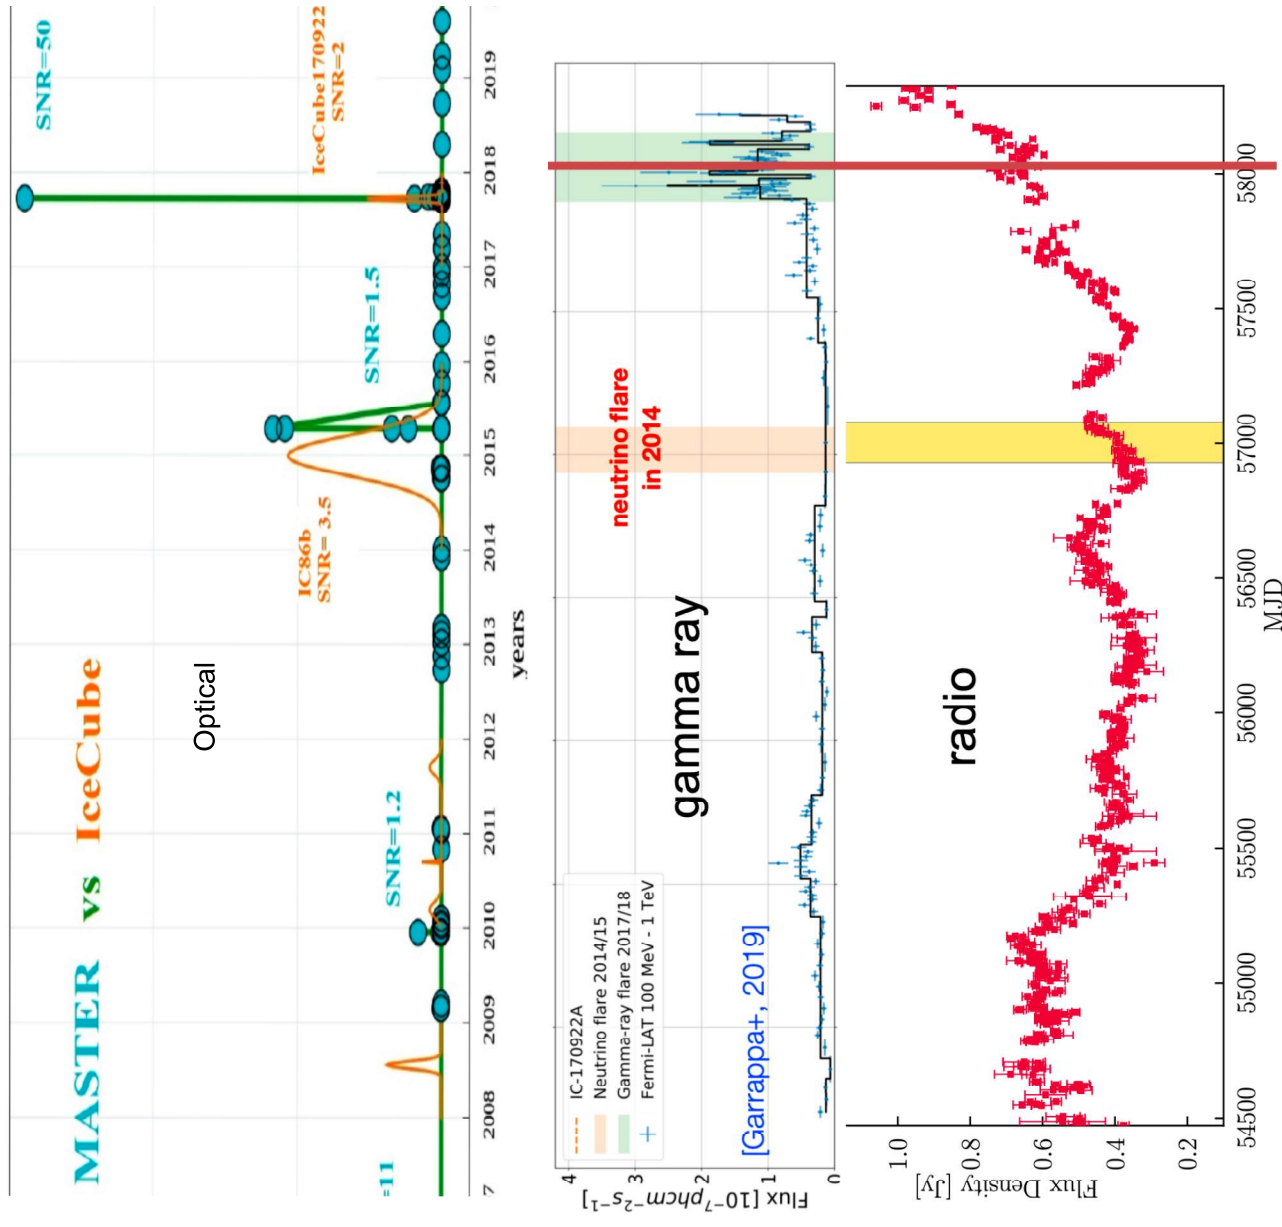 MASTER vs IceCube
=11
SNR=1.2
IC86b
SNR= 3.5
SNR=1.5
IceCube170922
SNR=2
SNR=50
Optical
7
2008
2009
2010
2011
2012
2013
2014
2015
2016
2017
2018
2019
years
Flux [10⁻⁷phcm⁻²s⁻¹]
4
3
2
1
0
IC-170922A
Neutrino flare 2014/15
Gamma-ray flare 2017/18
Fermi-LAT 100 MeV - 1 TeV
[Garrappa+, 2019]
gamma ray
neutrino flare
in 2014
Flux Density [Jy]
1.0
0.8
0.6
0.4
0.2
radio
54500
55000
55500
56000
56500
57000
57500
58000
MJD